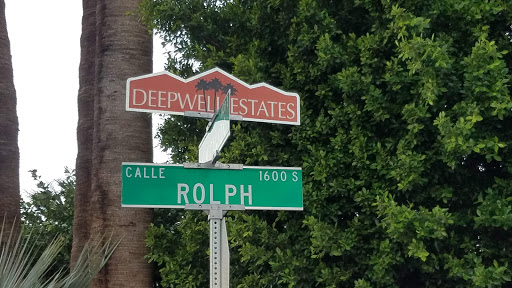 DEEPWELL ESTATES
CALLE 1600 S
ROLPH